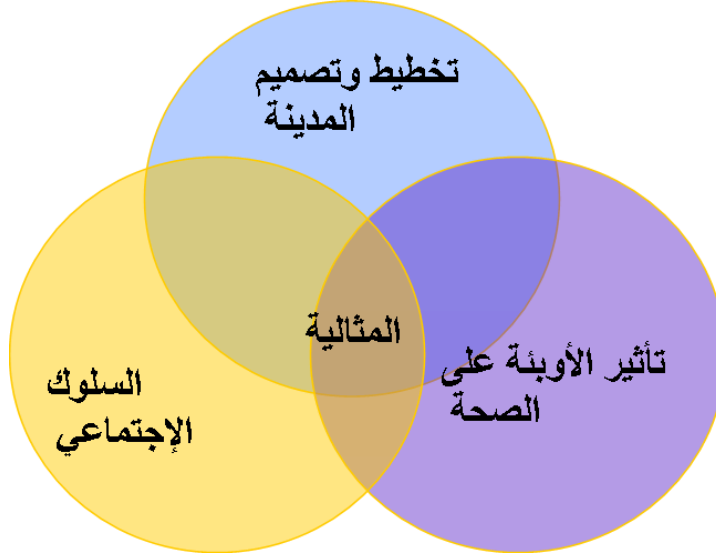 تخطيط وتصميم
المدينة
المثالية
تأثير الأوبئة على
الصحة
السلوك
الإجتماعي